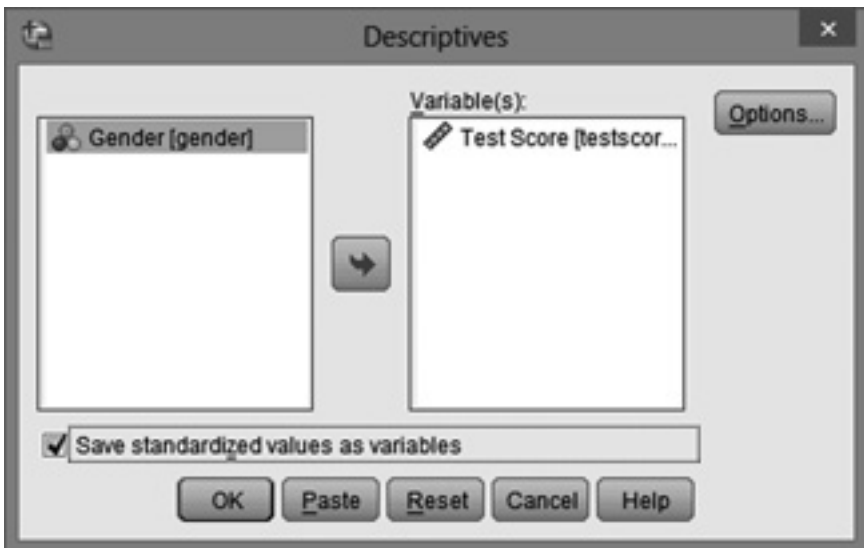 Descriptives
Variable(s):
Options...
Gender [gender]
Test Score [testscor...
Save standardized values as variables
OK Paste Reset Cancel Help